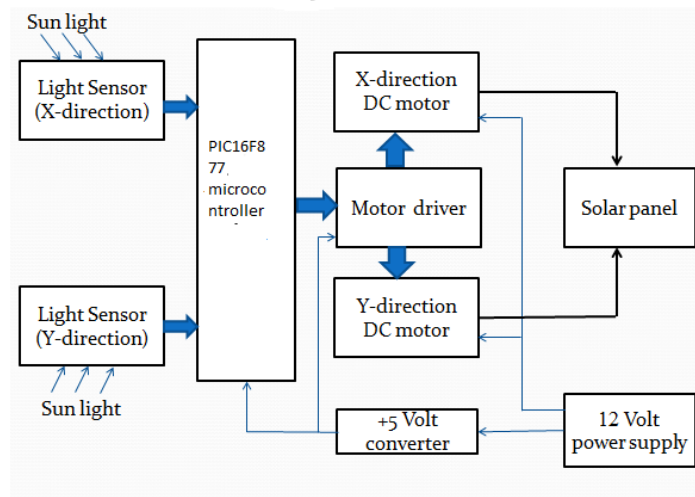 Sun light
Light Sensor
(X-direction)
PIC16F8
77
microco
ntroller
X-direction
DC motor
Motor driver
Solar panel
Light Sensor
(Y-direction)
Y-direction
DC motor
Sun light
+5 Volt
converter
12 Volt
power supply